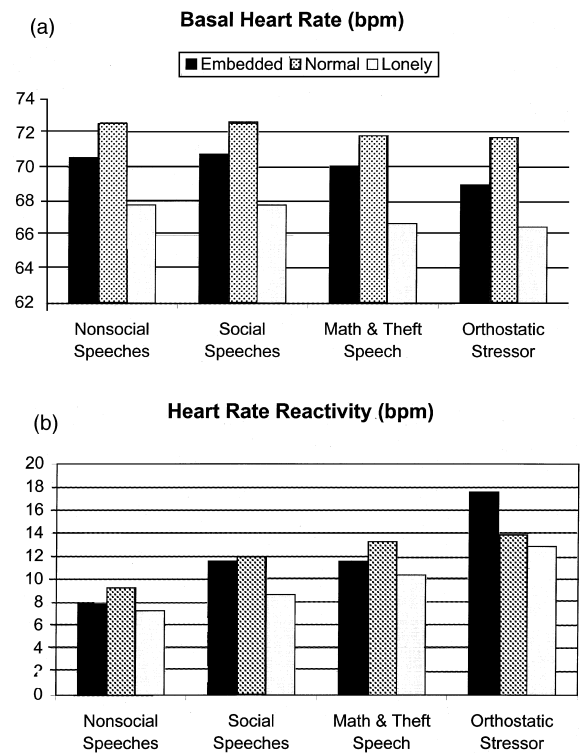 (a)
Basal Heart Rate (bpm)
Embedded Normal Lonely
74
72
70
68
66
64
62
Nonsocial Speeches
Social Speeches
Math & Theft Speech
Orthostatic Stressor
(b)
Heart Rate Reactivity (bpm)
20
18
16
14
12
10
8
6
4
2
0
Nonsocial Speeches
Social Speeches
Math & Theft Speech
Orthostatic Stressor